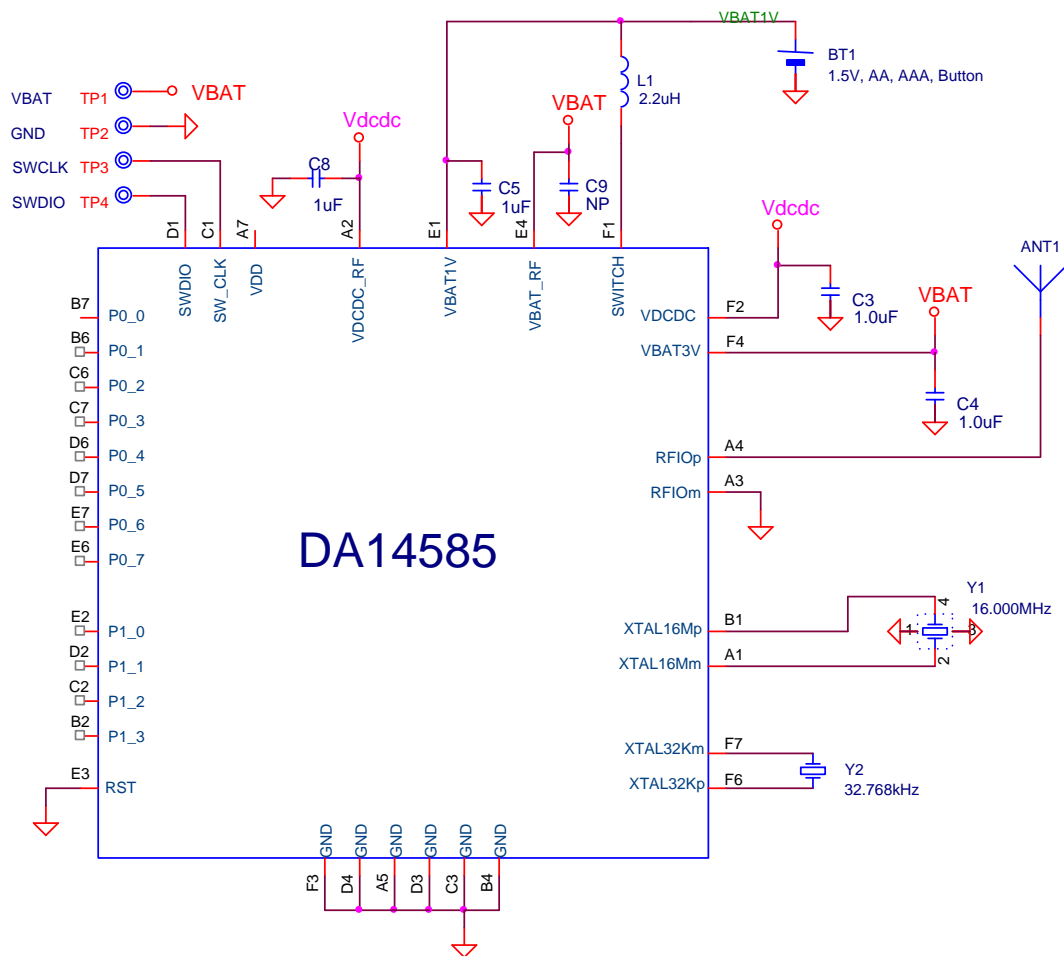 VBAT1V
BT1
1.5V, AA, AAA, Button
L1
2.2uH
VBAT TP1 VBAT
GND TP2
SWCLK TP3
SWDIO TP4
Vdcdc
C8
1uF
VBAT
C5
1uF
C9
NP
Vdcdc
ANT1
D1
C1
A7
A2
E1
E4
F1
SWDIO
SW_CLK
VDD
VDCDC_RF
VBAT1V
VBAT_RF
SWITCH
C3
1.0uF
VBAT
C4
1.0uF
B7 P0_0
B6 P0_1
C6 P0_2
C7 P0_3
D6 P0_4
D7 P0_5
E7 P0_6
E6 P0_7
E2 P1_0
D2 P1_1
C2 P1_2
B2 P1_3
E3 RST
DA14585
VDCDC F2
VBAT3V F4
RFIOp A4
RFIOm A3
XTAL16Mp B1
XTAL16Mm A1
XTAL32Km F7
XTAL32Kp F6
Y1
16.000MHz
4
1
3
2
Y2
32.768kHz
GND
GND
GND
GND
GND
GND
F3
D4
A5
D3
C3
B4